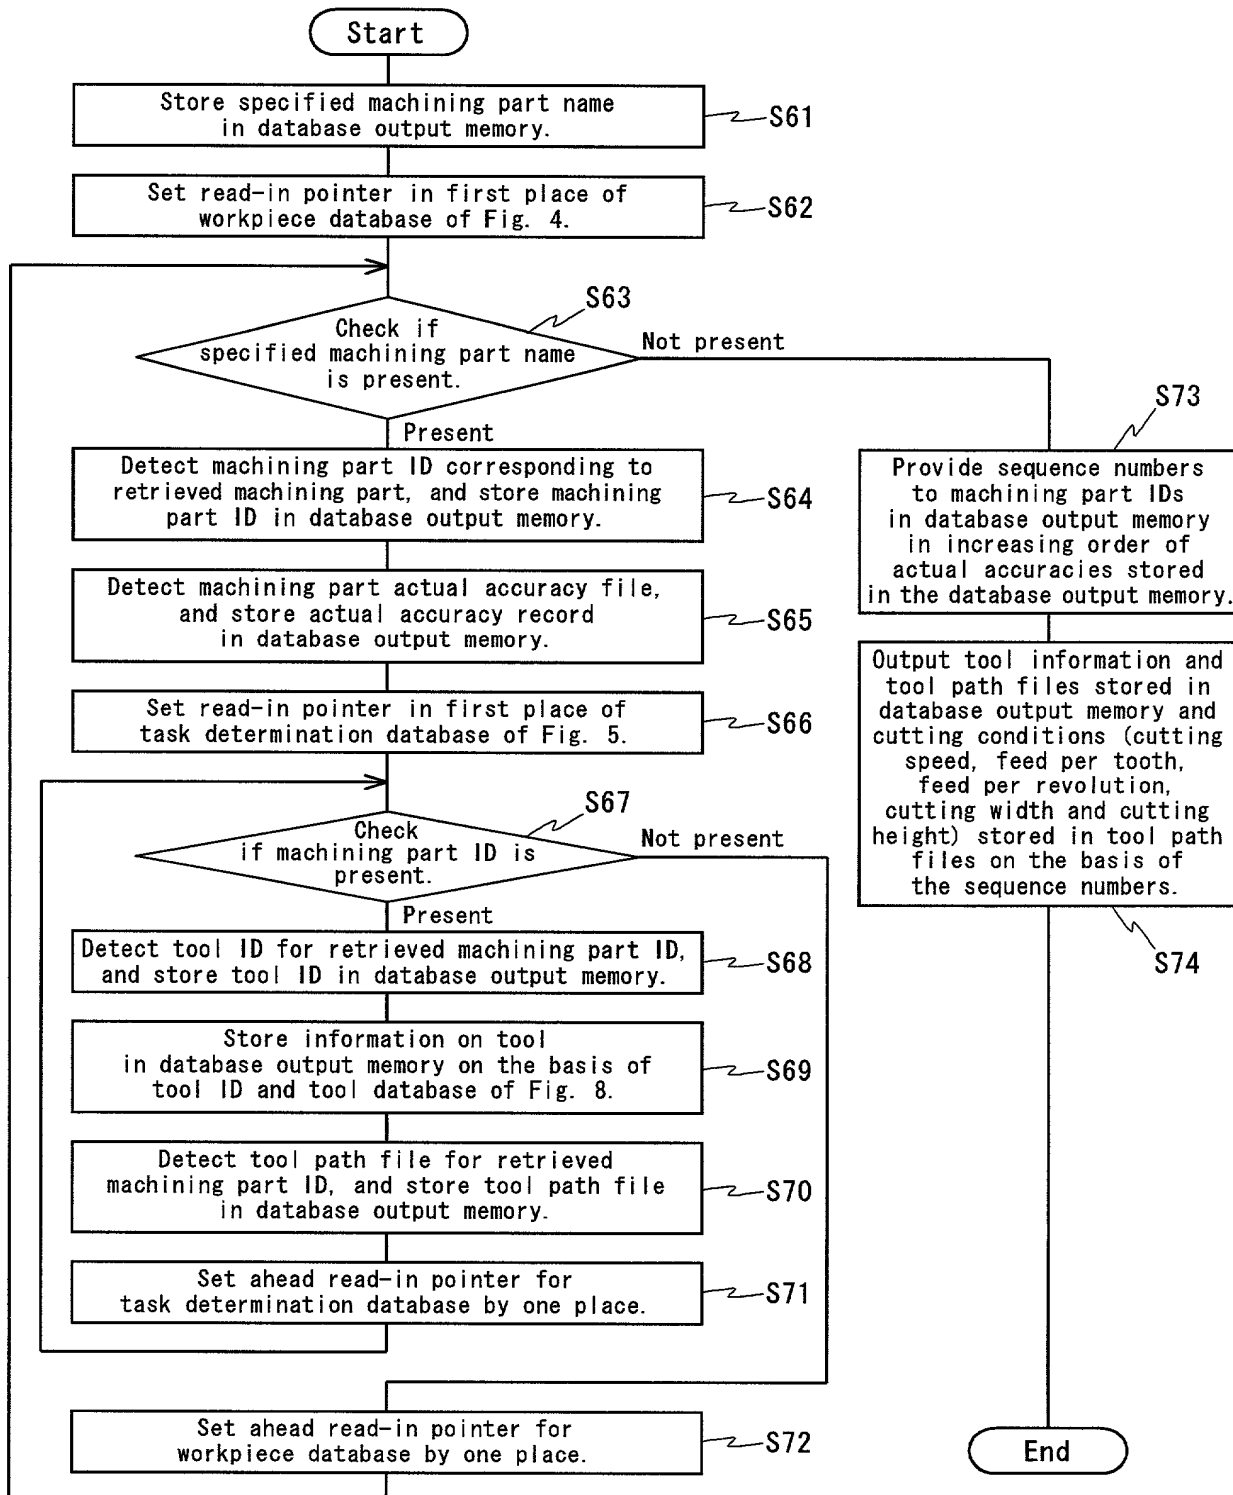 Start
Store specified machining part name
in database output memory.
S61
Set read-in pointer in first place of
workpiece database of Fig. 4.
S62
S63
Check if
specified machining part name
is present.
Not present
Present
Detect machining part ID corresponding to
retrieved machining part, and store machining
part ID in database output memory.
S64
Detect machining part actual accuracy file,
and store actual accuracy record
in database output memory.
S65
Set read-in pointer in first place of
task determination database of Fig. 5.
S66
S67
Check
if machining part ID is
present.
Not present
Present
Detect tool ID for retrieved machining part ID,
and store tool ID in database output memory.
S68
Store information on tool
in database output memory on the basis of
tool ID and tool database of Fig. 8.
S69
Detect tool path file for retrieved
machining part ID, and store tool path file
in database output memory.
S70
Set ahead read-in pointer for
task determination database by one place.
S71
Set ahead read-in pointer for
workpiece database by one place.
S72
S73
Provide sequence numbers
to machining part IDs
in database output memory
in increasing order of
actual accuracies stored
in the database output memory.
Output tool information and
tool path files stored in
database output memory and
cutting conditions (cutting
speed, feed per tooth,
feed per revolution,
cutting width and cutting
height) stored in tool path
files on the basis of
the sequence numbers.
S74
End